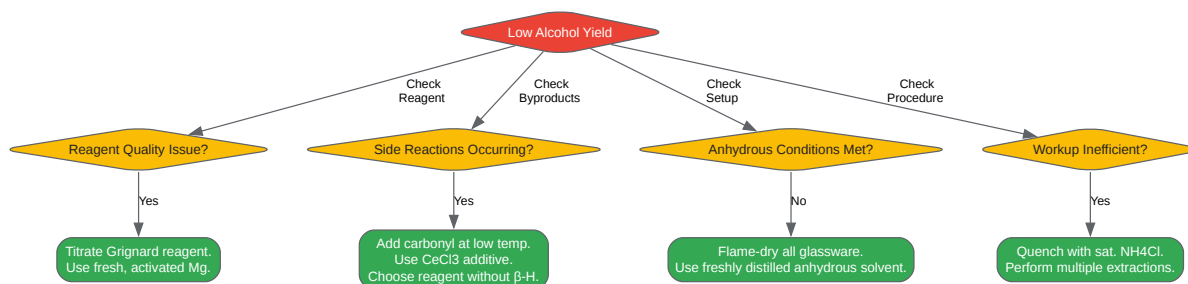 Low Alcohol Yield
Check
Reagent
Check
Byproducts
Check
Setup
Check
Procedure
Reagent Quality Issue?
Side Reactions Occurring?
Anhydrous Conditions Met?
Workup Inefficient?
Yes
Yes
No
Yes
Titrate Grignard reagent.
Use fresh, activated Mg.
Add carbonyl at low temp.
Use CeCl3 additive.
Choose reagent without β-H.
Flame-dry all glassware.
Use freshly distilled anhydrous solvent.
Quench with sat. NH4Cl.
Perform multiple extractions.